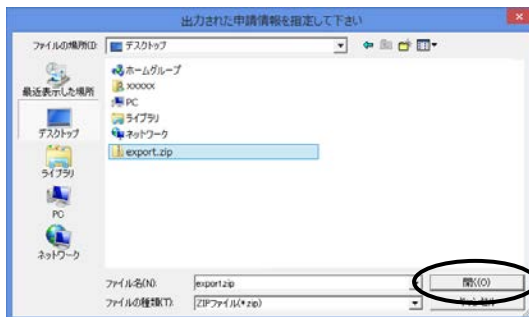 出力された申請情報を指定して下さい
ファイルの場所(I):
デスクトップ
最近表示した場所
デスクトップ
ライブラリ
PC
ネットワーク
ホームグループ
xxxxxx
PC
ライブラリ
ネットワーク
export.zip
ファイル名(N):
export.zip
開く(O)
ファイルの種類(T):
ZIPファイル(*.zip)
キャンセル